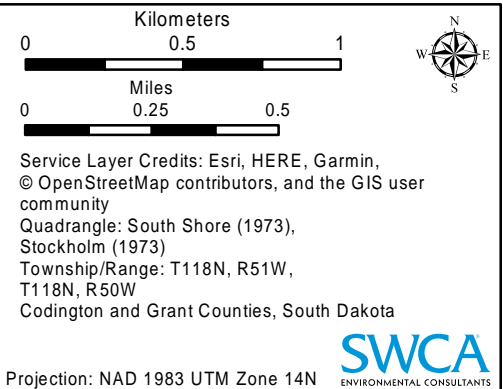 Kilometers
0 0.5 1
N
W E
S
Miles
0 0.25 0.5
Service Layer Credits: Esri, HERE, Garmin,
© OpenStreetMap contributors, and the GIS user
community
Quadrangle: South Shore (1973),
Stockholm (1973)
Township/Range: T118N, R51W,
T118N, R50W
Codington and Grant Counties, South Dakota
Projection: NAD 1983 UTM Zone 14N
SWCA
ENVIRONMENTAL CONSULTANTS